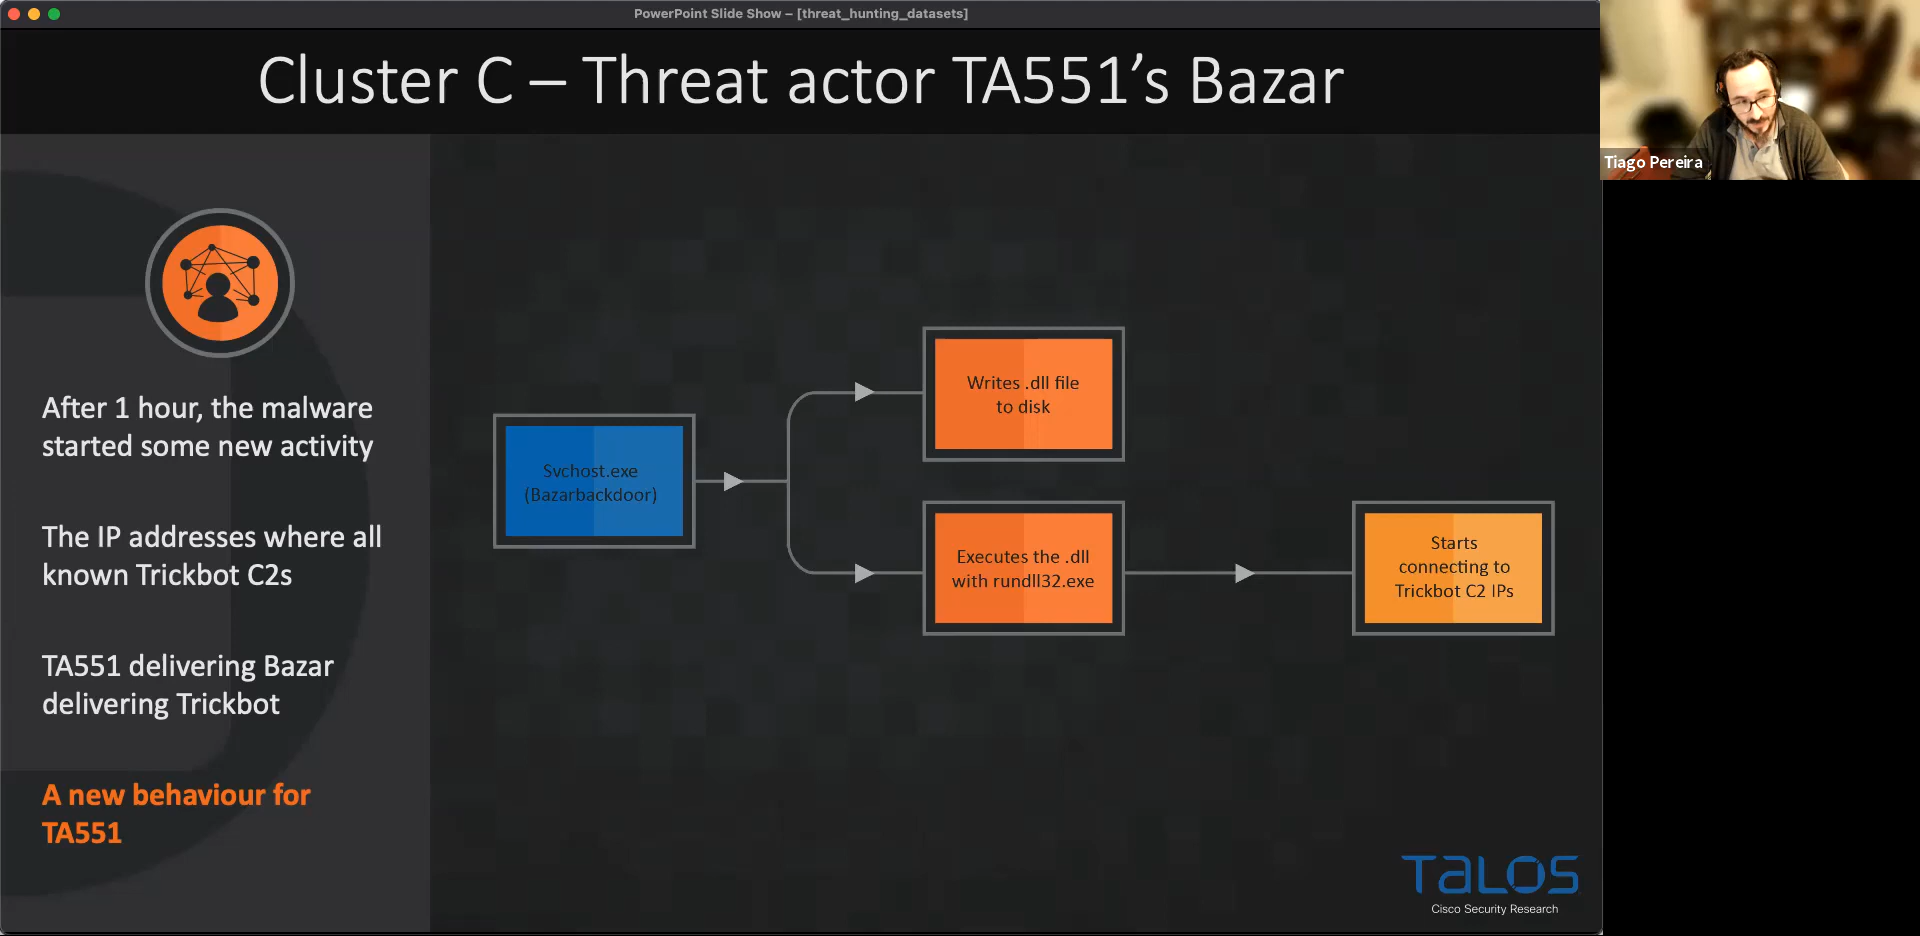 PowerPoint Slide Show – [threat_hunting_datasets]
Cluster C – Threat actor TA551’s Bazar
Tiago Pereira
After 1 hour, the malware
started some new activity
The IP addresses where all
known Trickbot C2s
TA551 delivering Bazar
delivering Trickbot
A new behaviour for
TA551
Svchost.exe
(Bazarbackdoor)
Writes .dll file
to disk
Executes the .dll
with rundll32.exe
Starts
connecting to
Trickbot C2 IPs
TALOS
Cisco Security Research